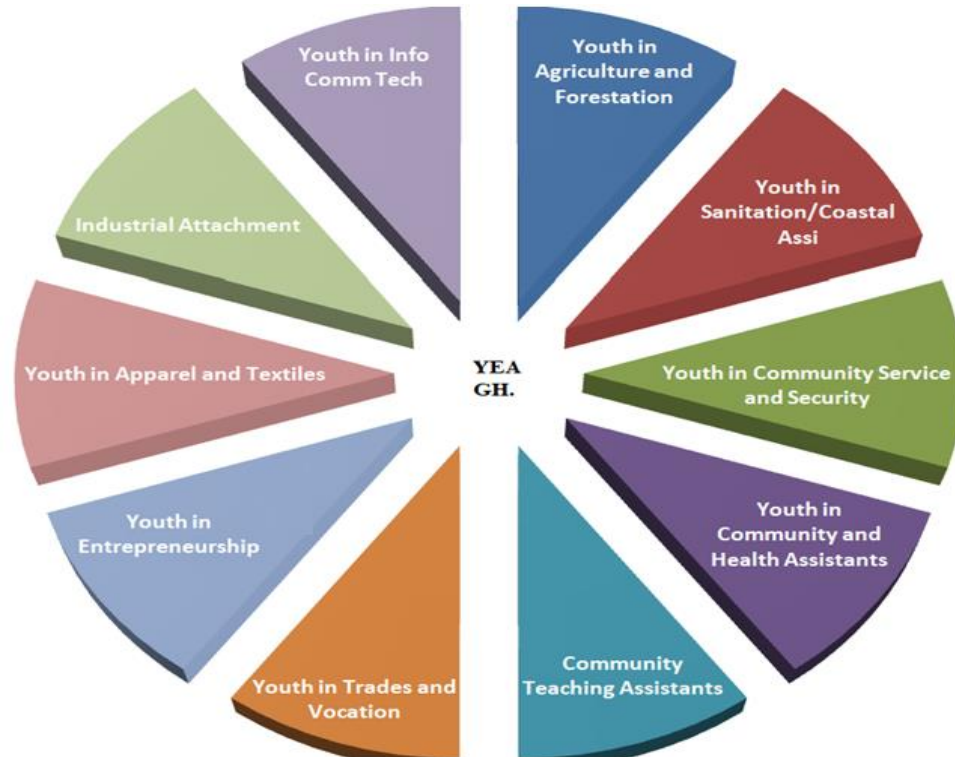 Youth in Info
Comm Tech
Youth in
Agriculture and
Forestation
Youth in
Sanitation/Coastal
Assi
Industrial Attachment
Youth in Apparel and Textiles
YEA
GH.
Youth in Community Service
and Security
Youth in
Entrepreneurship
Youth in
Community and
Health Assistants
Youth in Trades and
Vocation
Community
Teaching Assistants